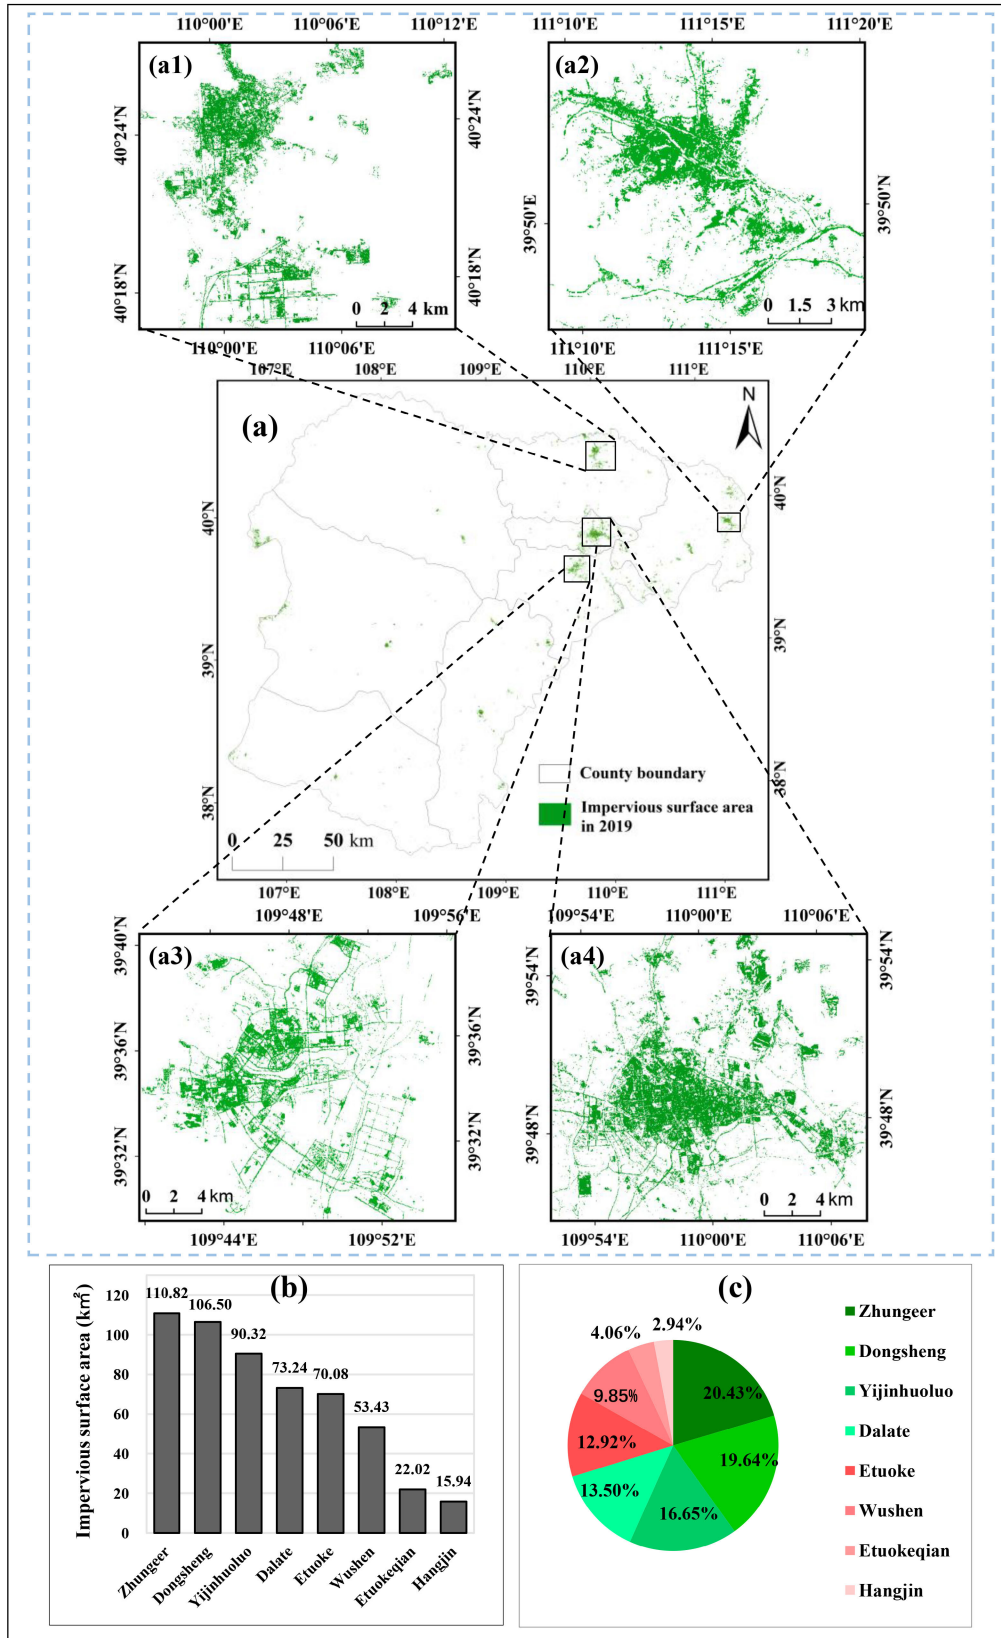 110°00'E 110°06'E 110°12'E
111°10'E 111°15'E 111°20'E
(a1)
(a2)
40°24'N
40°24'N
39°50'E
39°50'N
40°18'N
40°18'N
0 2 4 km
0 1.5 3 km
110°00'E 110°06'E
111°10'E 111°15'E
107°E 108°E 109°E 110°E 111°E
(a)
N
40°N
40°N
39°N
39°N
38°N
38°N
County boundary
Impervious surface area
in 2019
0 25 50 km
107°E 108°E 109°E 110°E 111°E
109°48'E 109°56'E
109°54'E 110°00'E 110°06'E
(a3)
(a4)
39°40'N
39°36'N
39°36'N
39°32'N
39°32'N
39°54'N
39°54'N
39°48'N
39°48'N
0 2 4 km
0 2 4 km
109°44'E 109°52'E
109°54'E 110°00'E 110°06'E
(b)
Impervious surface area (km²)
120
100
80
60
40
20
0
110.82
106.50
90.32
73.24
70.08
53.43
22.02
15.94
Zhungeer
Dongsheng
Yijinhuoluo
Dalate
Etuoke
Wushen
Etuokeqian
Hangjin
(c)
4.06% 2.94%
20.43%
9.85%
12.92%
19.64%
13.50%
16.65%
Zhungeer
Dongsheng
Yijinhuoluo
Dalate
Etuoke
Wushen
Etuokeqian
Hangjin